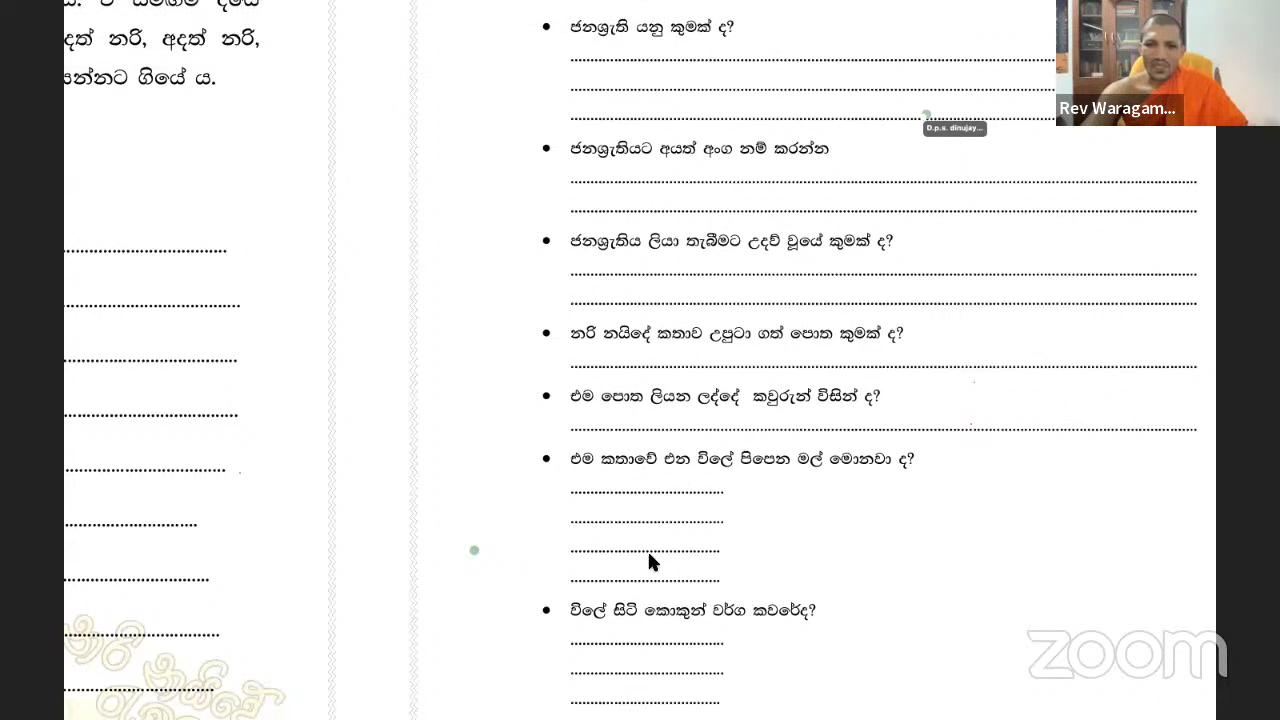 දත් නරි, අදත් නරි,
සන්නට ගියේ ය.
• ජනශ්‍රැති යනු කුමක් ද?
• ජනශ්‍රැතියට අයත් අංග නම් කරන්න
• ජනශ්‍රැතිය ලියා තැබීමට උදව් වූයේ කුමක් ද?
• නරි නයිදේ කතාව උපුටා ගත් පොත කුමක් ද?
• එම පොත ලියන ලද්දේ කවුරුන් විසින් ද?
• එම කතාවේ එන විලේ පිපෙන මල් මොනවා ද?
• විලේ සිටි කොකුන් වර්ග කවරේද?
Rev Waragam...
D.p.s. dinujay...
zoom